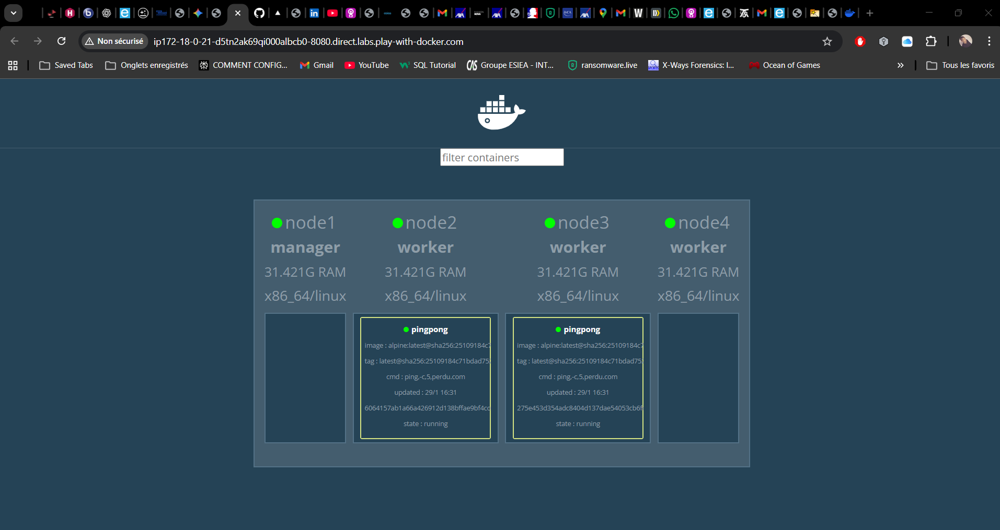 Non sécurisé
ip172-18-0-21-d5tn2ak69qi000albcb0-8080.direct.labs.play-with-docker.com
Saved Tabs
Onglets enregistrés
COMMENT CONFIG...
Gmail
YouTube
SQL Tutorial
Groupe ESIEA - INT...
ransomware.live
X-Ways Forensics: I...
Ocean of Games
Tous les favoris
filter containers
node1
manager
31.421G RAM
x86_64/linux
node2
worker
31.421G RAM
x86_64/linux
pingpong
image : alpine:latest@sha256:25109184c7
tag : latest@sha256:25109184c71bdad75
cmd : ping,-c,5,perdu.com
updated : 29/1 16:31
6064157ab1a66a426912d138bffae9bf4cc
state : running
node3
worker
31.421G RAM
x86_64/linux
pingpong
image : alpine:latest@sha256:25109184c7
tag : latest@sha256:25109184c71bdad75
cmd : ping,-c,5,perdu.com
updated : 29/1 16:31
275e453d354adc8404d137dae54053cb6f
state : running
node4
worker
31.421G RAM
x86_64/linux